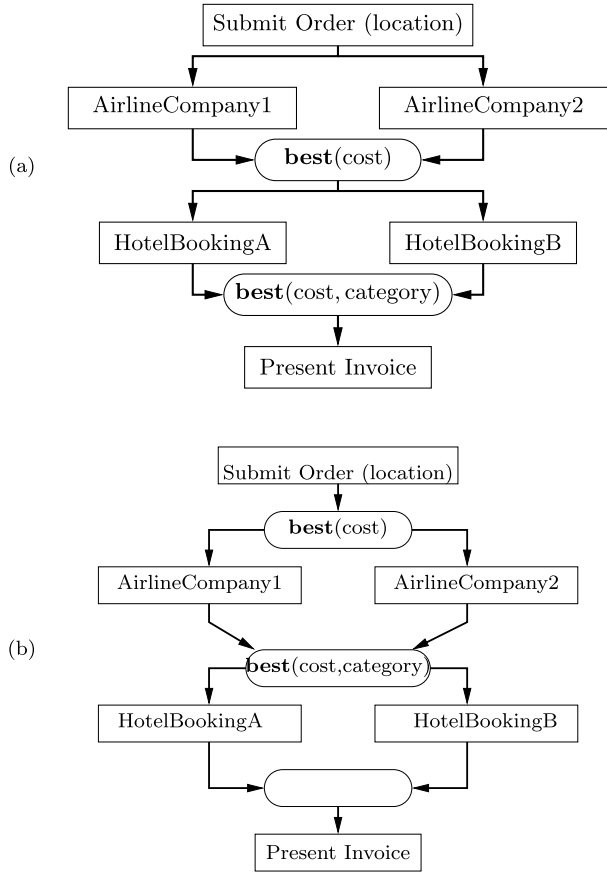 Submit Order (location)
AirlineCompany1
AirlineCompany2
(a)
best(cost)
HotelBookingA
HotelBookingB
best(cost, category)
Present Invoice
Submit Order (location)
best(cost)
AirlineCompany1
AirlineCompany2
(b)
best(cost,category)
HotelBookingA
HotelBookingB
Present Invoice